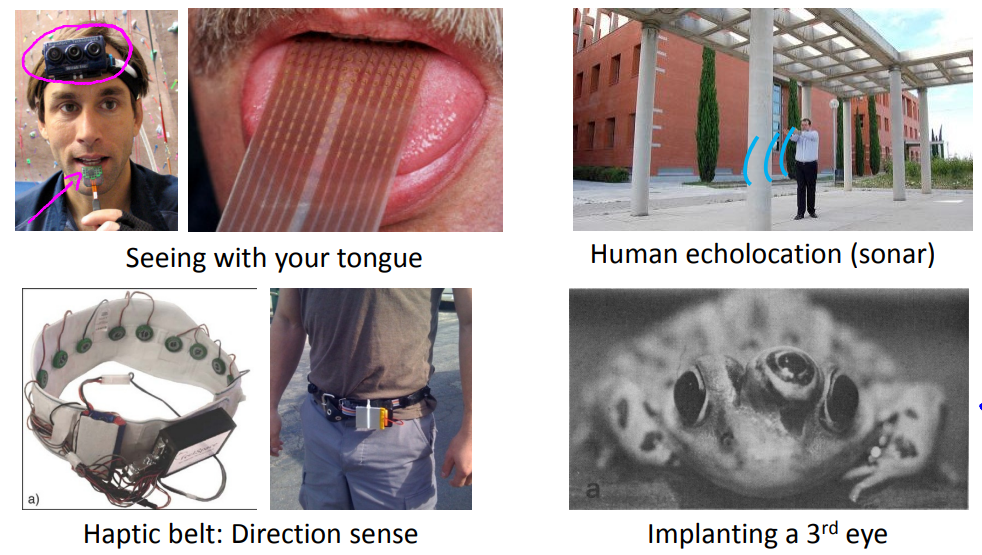 Seeing with your tongue
Human echolocation (sonar)
a)
a
Haptic belt: Direction sense
Implanting a 3rd eye